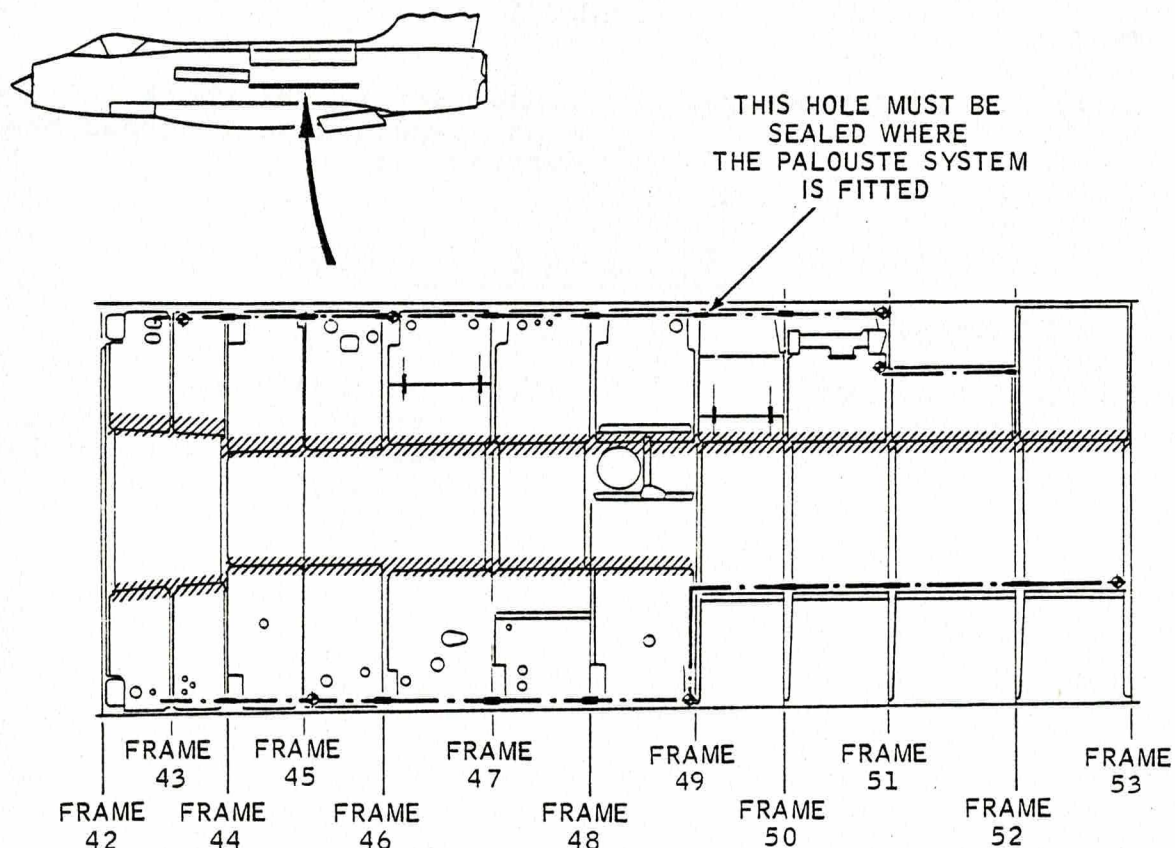 THIS HOLE MUST BE
SEALED WHERE
THE PALOUSTE SYSTEM
IS FITTED
FRAME
43
FRAME
45
FRAME
47
FRAME
49
FRAME
51
FRAME
53
FRAME
42
FRAME
44
FRAME
46
FRAME
48
FRAME
50
FRAME
52